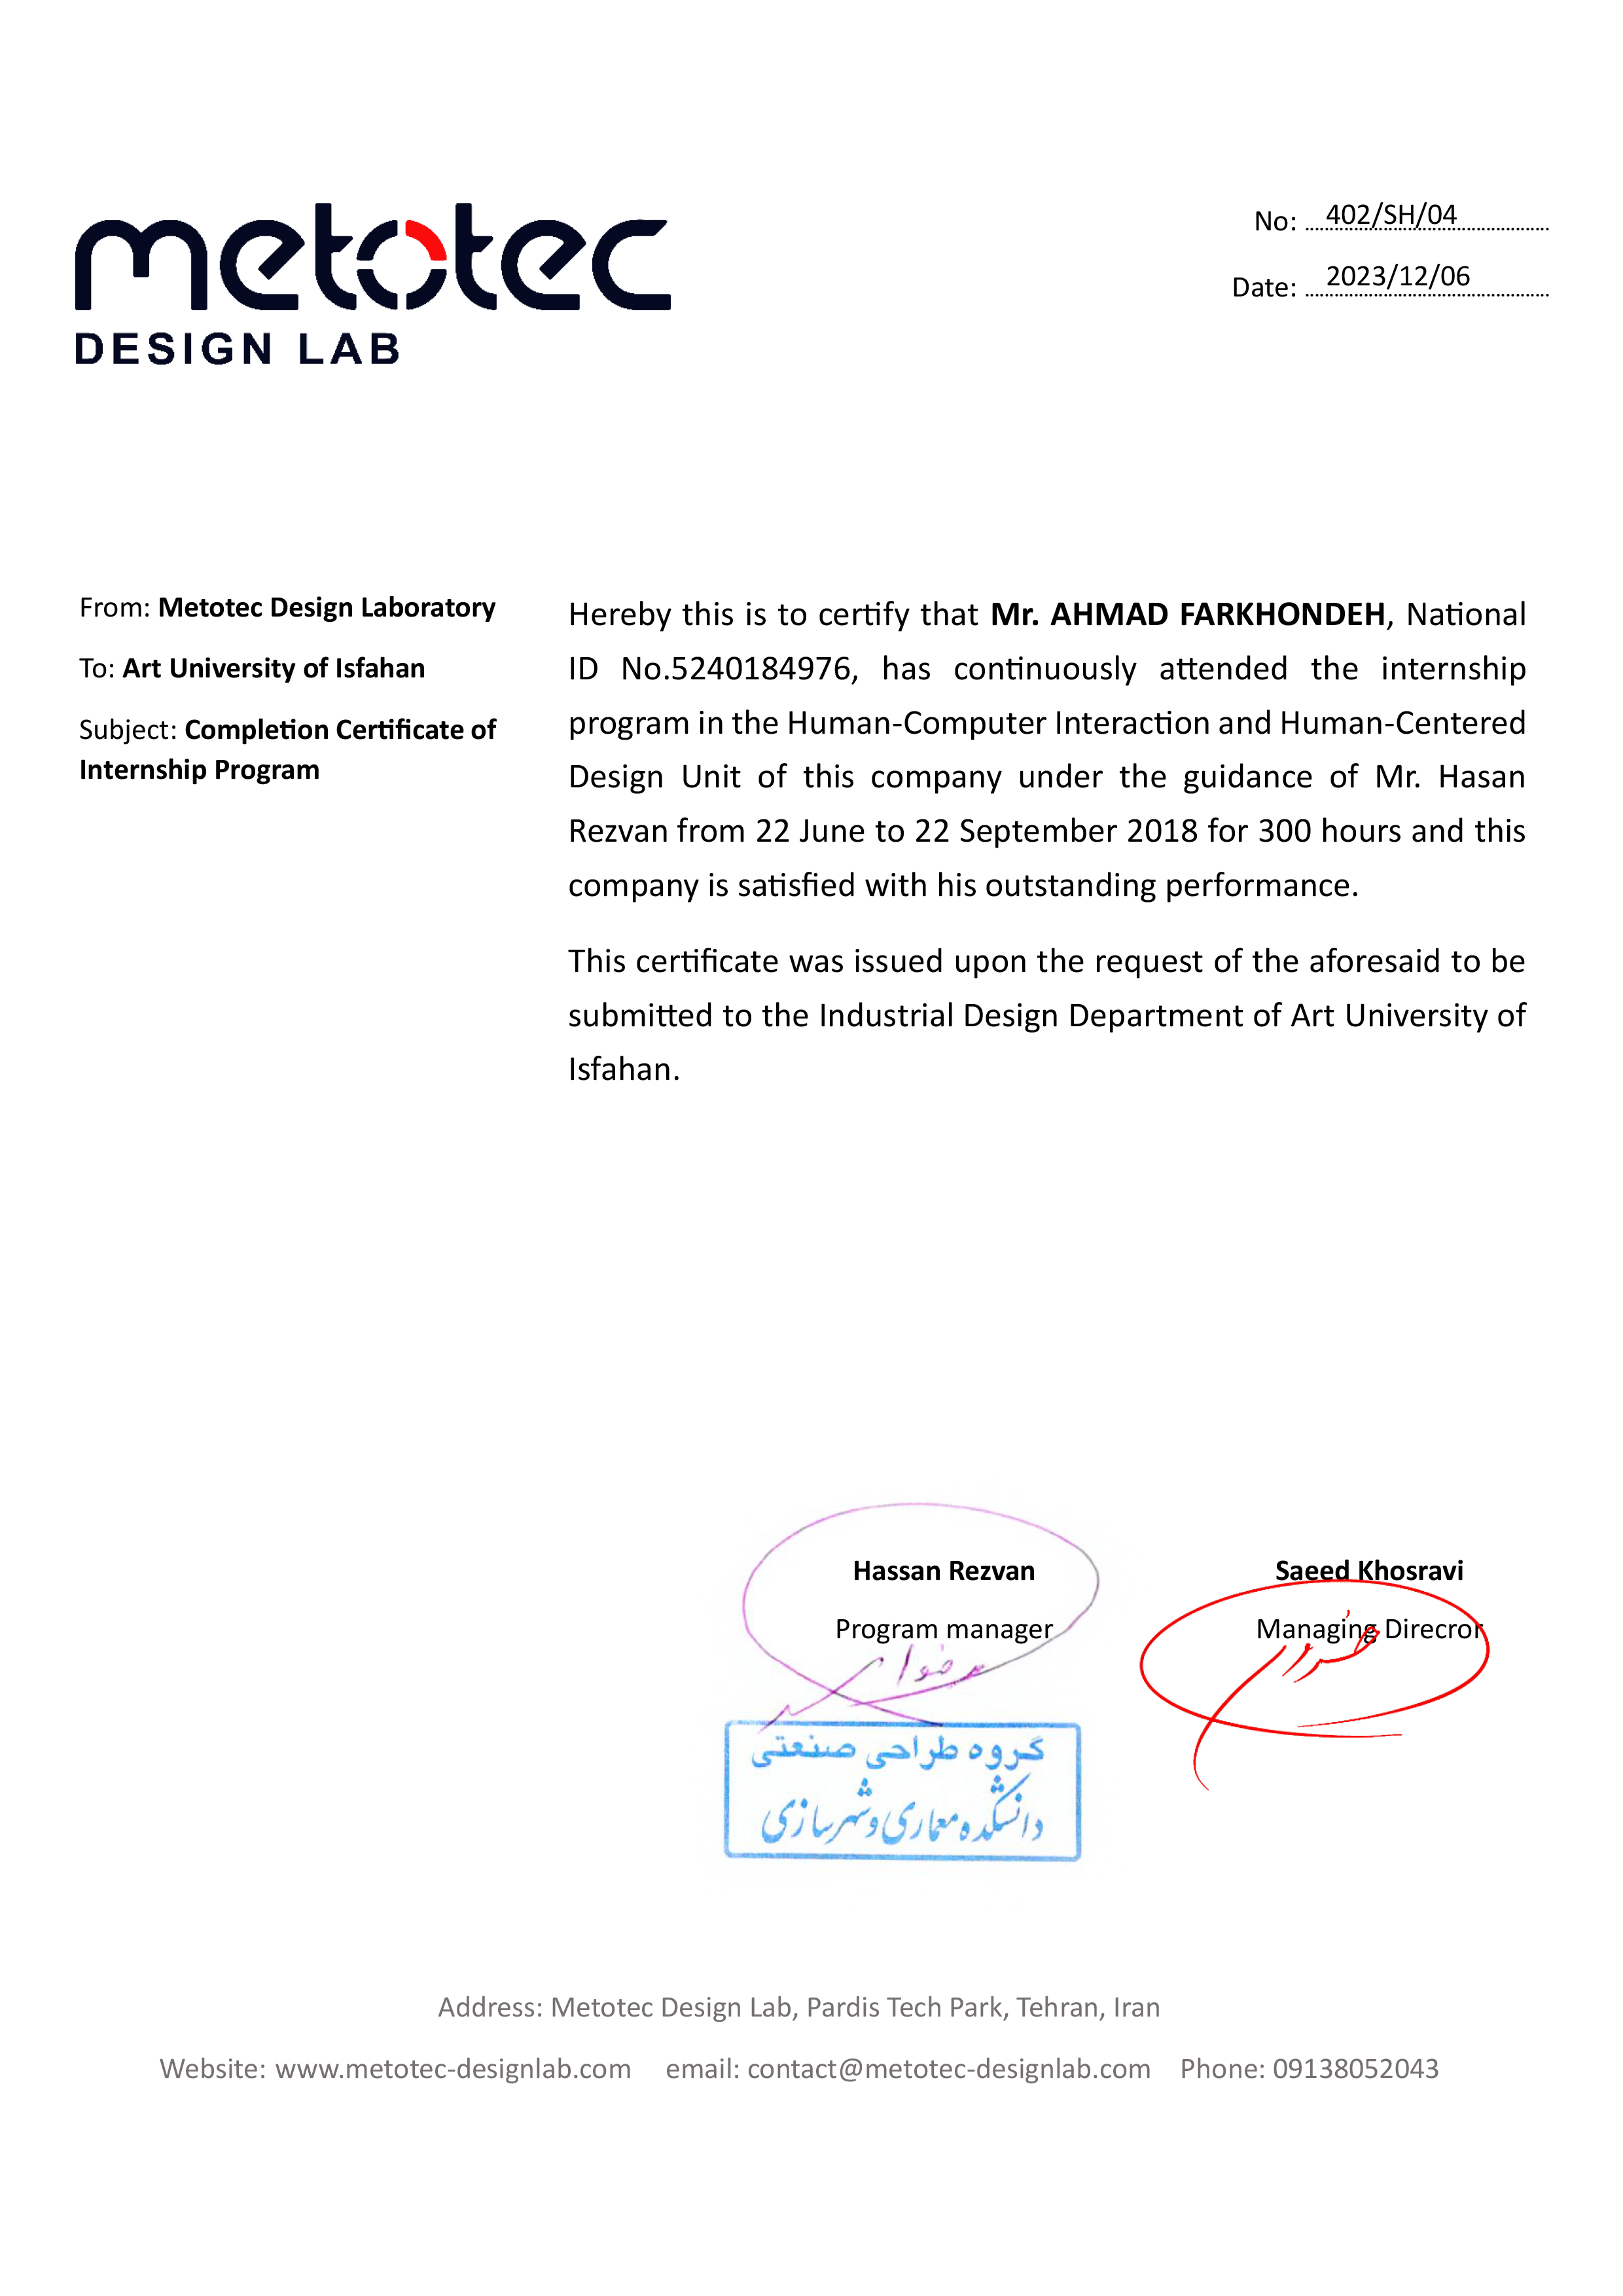 metotec
DESIGN LAB
No: 402/SH/04
Date: 2023/12/06
From: Metotec Design Laboratory
To: Art University of Isfahan
Subject: Completion Certificate of
Internship Program
Hereby this is to certify that Mr. AHMAD FARKHONDEH, National
ID No.5240184976, has continuously attended the internship
program in the Human-Computer Interaction and Human-Centered
Design Unit of this company under the guidance of Mr. Hasan
Rezvan from 22 June to 22 September 2018 for 300 hours and this
company is satisfied with his outstanding performance.
This certificate was issued upon the request of the aforesaid to be
submitted to the Industrial Design Department of Art University of
Isfahan.
Hassan Rezvan
Program manager
Saeed Khosravi
Managing Direcror
گروه طراحی صنعتی
دانشکده معماری و شهرسازی
Address: Metotec Design Lab, Pardis Tech Park, Tehran, Iran
Website: www.metotec-designlab.com email: contact@metotec-designlab.com Phone: 09138052043